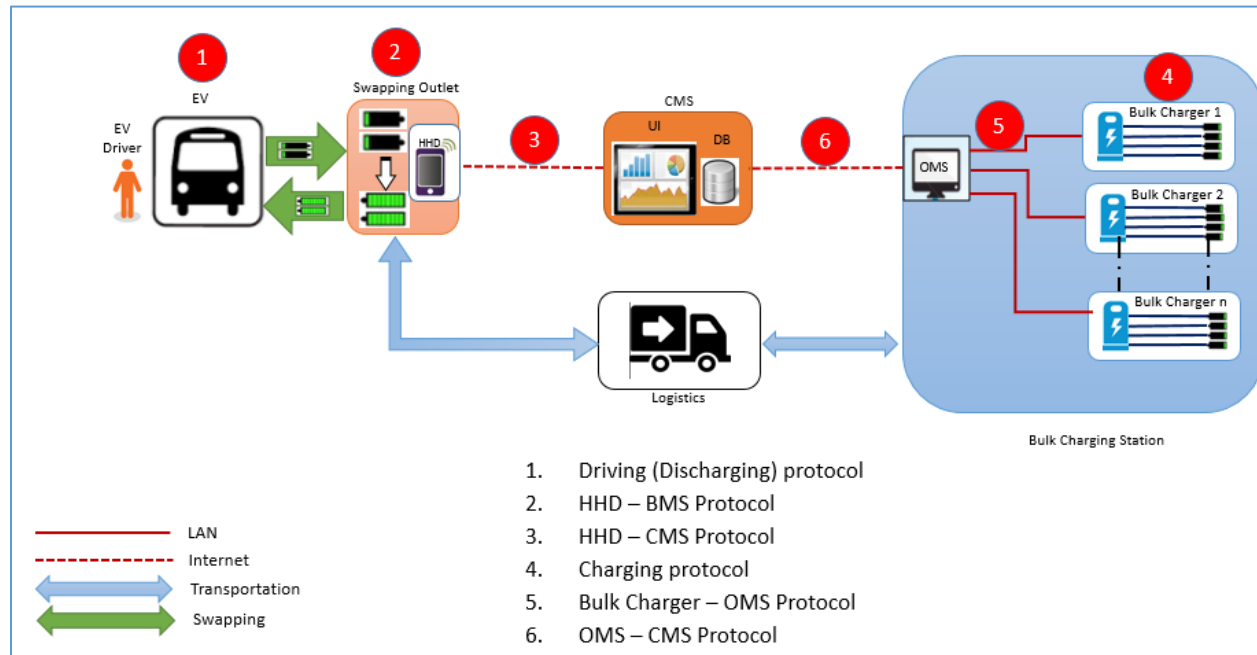 1
2
EV
Swapping Outlet
EV
Driver
HHD
3
CMS
UI
DB
6
4
5
OMS
Bulk Charger 1
Bulk Charger 2
Bulk Charger n
Logistics
Bulk Charging Station
1. Driving (Discharging) protocol
2. HHD – BMS Protocol
3. HHD – CMS Protocol
4. Charging protocol
5. Bulk Charger – OMS Protocol
6. OMS – CMS Protocol
LAN
Internet
Transportation
Swapping